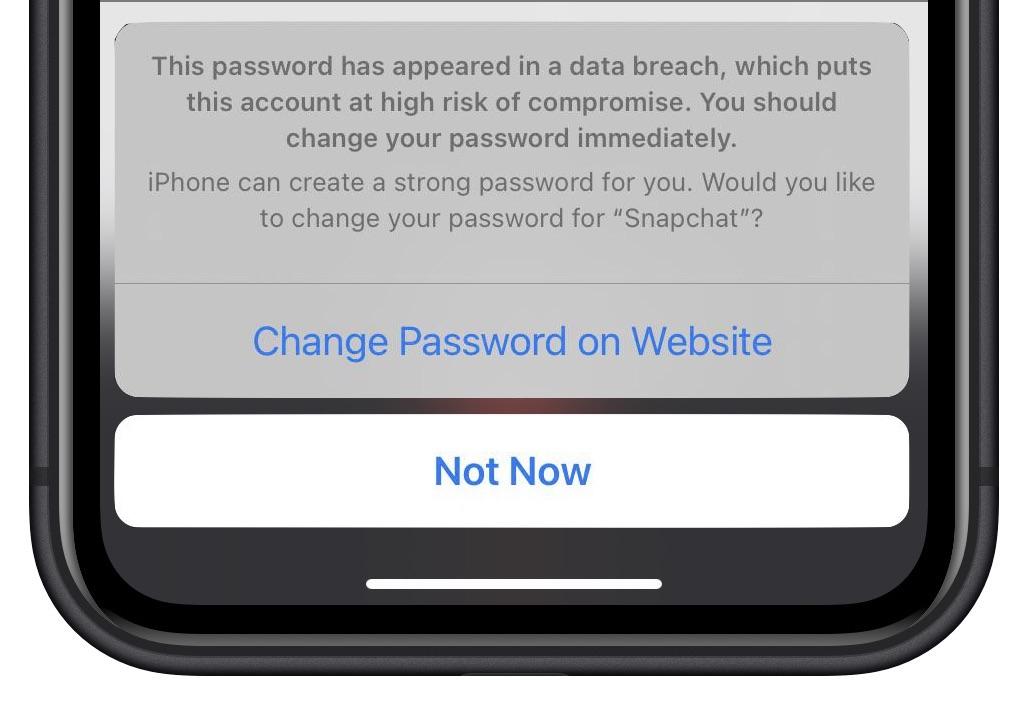 This password has appeared in a data breach, which puts
this account at high risk of compromise. You should
change your password immediately.
iPhone can create a strong password for you. Would you like
to change your password for “Snapchat”?
Change Password on Website
Not Now